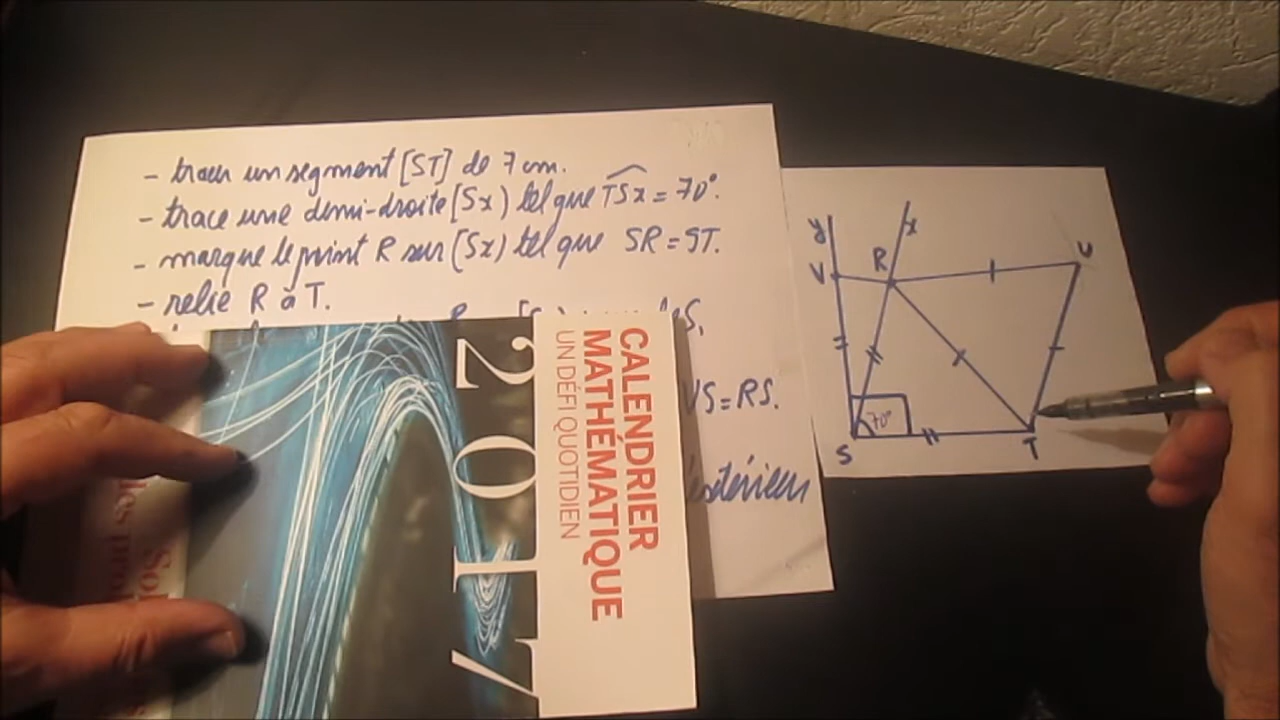 - trace un segment [ST] de 7 cm.
- trace une demi-droite [Sx) tel que TSx = 70°.
- marque le point R sur [Sx) tel que SR = ST.
- relie R à T.
VS = RS.
l'extérieur
CALENDRIER
MATHÉMATIQUE
UN DÉFI QUOTIDIEN
2017
y
x
V
R
U
70°
S
T